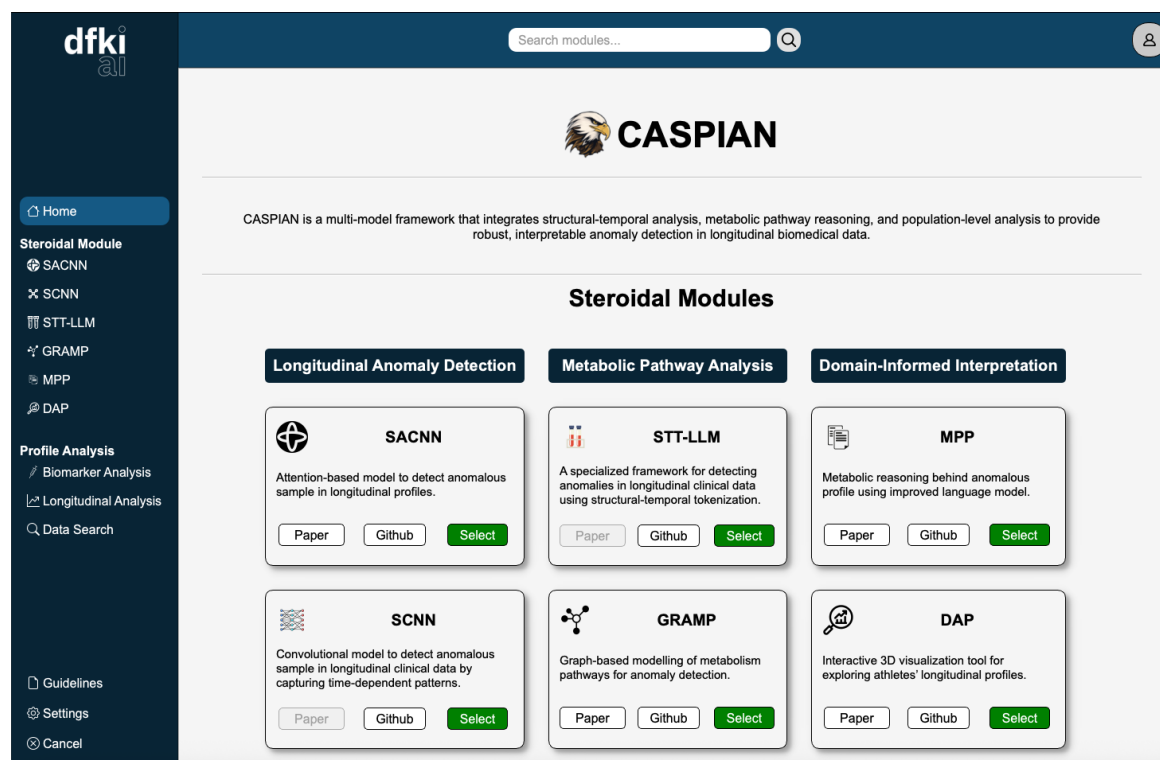 dfki
ai
Search modules...
CASPIAN
Home
CASPIAN is a multi-model framework that integrates structural-temporal analysis, metabolic pathway reasoning, and population-level analysis to provide
robust, interpretable anomaly detection in longitudinal biomedical data.
Steroidal Module
SACNN
SCNN
STT-LLM
GRAMP
MPP
DAP
Profile Analysis
Biomarker Analysis
Longitudinal Analysis
Data Search
Guidelines
Settings
Cancel
Steroidal Modules
Longitudinal Anomaly Detection
Metabolic Pathway Analysis
Domain-Informed Interpretation
SACNN
Attention-based model to detect anomalous
sample in longitudinal profiles.
Paper
Github
Select
STT-LLM
A specialized framework for detecting
anomalies in longitudinal clinical data
using structural-temporal tokenization.
Paper
Github
Select
MPP
Metabolic reasoning behind anomalous
profile using improved language model.
Paper
Github
Select
SCNN
Convolutional model to detect anomalous
sample in longitudinal clinical data by
capturing time-dependent patterns.
Paper
Github
Select
GRAMP
Graph-based modelling of metabolism
pathways for anomaly detection.
Paper
Github
Select
DAP
Interactive 3D visualization tool for
exploring athletes' longitudinal profiles.
Paper
Github
Select